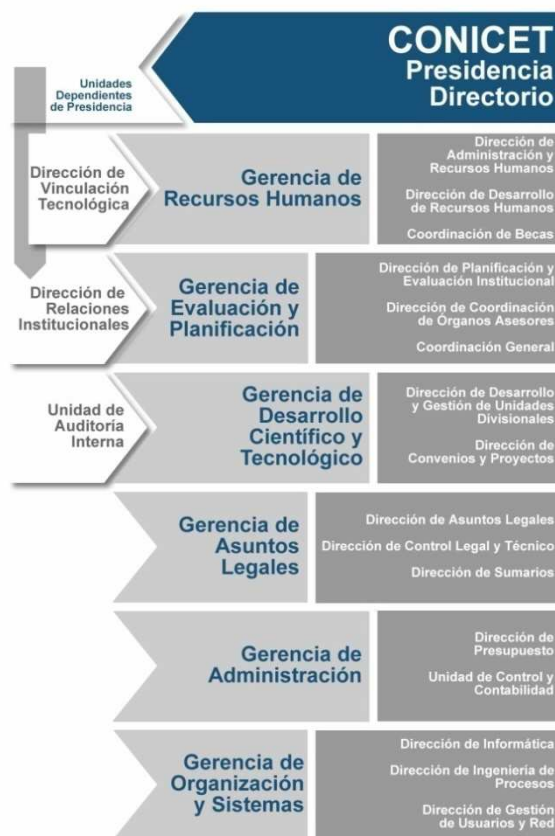 CONICET
Presidencia
Directorio
Unidades
Dependientes
de Presidencia
Dirección de
Vinculación
Tecnológica
Gerencia de
Recursos Humanos
Dirección de
Administración y
Recursos Humanos
Dirección de Desarrollo
de Recursos Humanos
Coordinación de Becas
Dirección de
Relaciones
Institucionales
Gerencia de
Evaluación y
Planificación
Dirección de Planificación y
Evaluación Institucional
Dirección de Coordinación
de Órganos Asesores
Coordinación General
Unidad de
Auditoría
Interna
Gerencia de
Desarrollo
Científico y
Tecnológico
Dirección de Desarrollo
y Gestión de Unidades
Divisionales
Dirección de
Convenios y Proyectos
Gerencia de
Asuntos
Legales
Dirección de Asuntos Legales
Dirección de Control Legal y Técnico
Dirección de Sumarios
Gerencia de
Administración
Dirección de
Presupuesto
Unidad de Control y
Contabilidad
Gerencia de
Organización
y Sistemas
Dirección de Informática
Dirección de Ingeniería de
Procesos
Dirección de Gestión
de Usuarios y Red